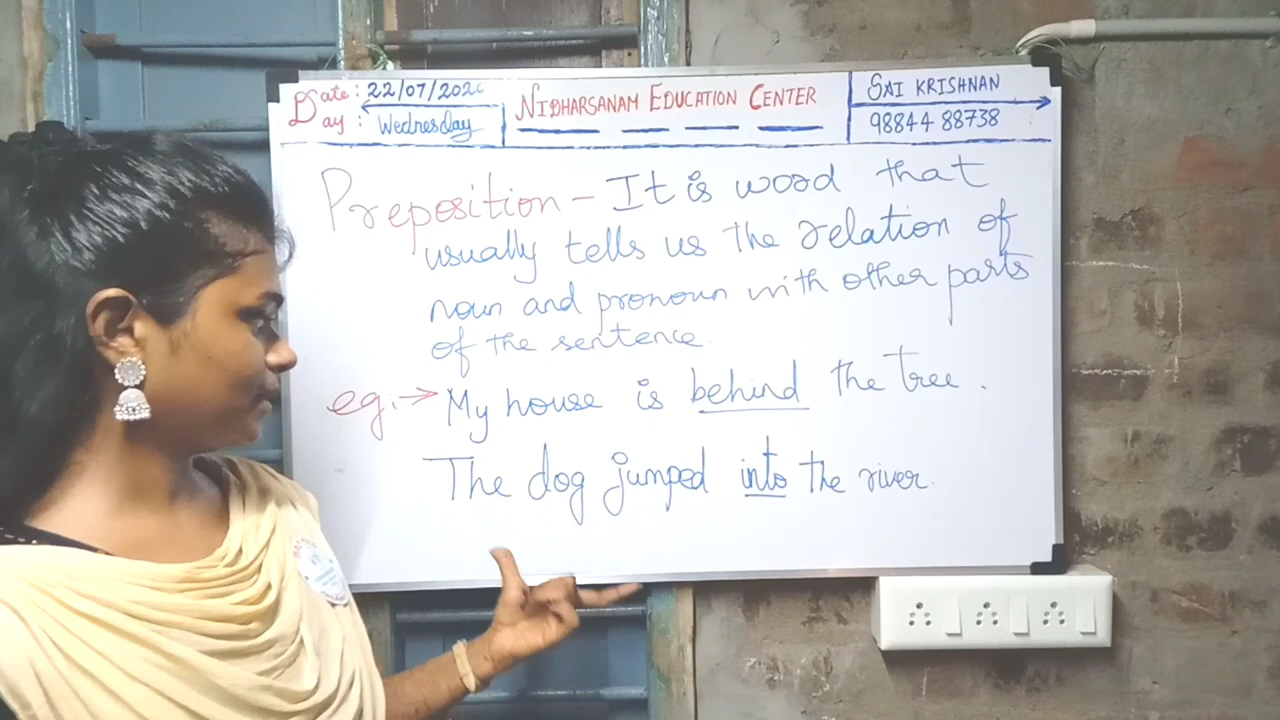 Date : 22/07/2020
Day : Wednesday
NIDHARSANAM EDUCATION CENTER
SAI KRISHNAN
98844 88738
Preposition - It is word that
usually tells us the relation of
noun and pronoun with other parts
of the sentence.
eg. → My house is behind the tree.
The dog jumped into the river.